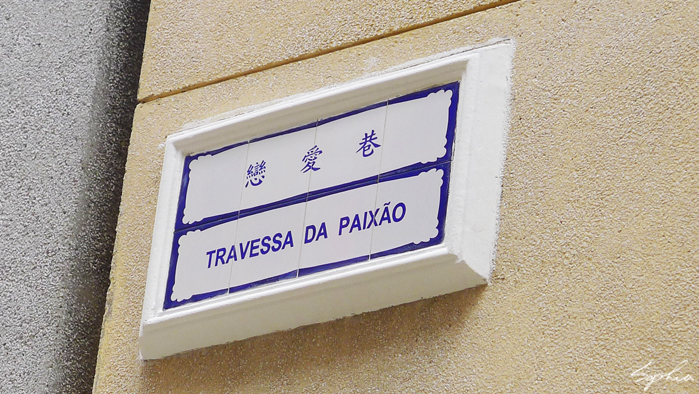 戀愛巷
TRAVESSA DA PAIXÃO